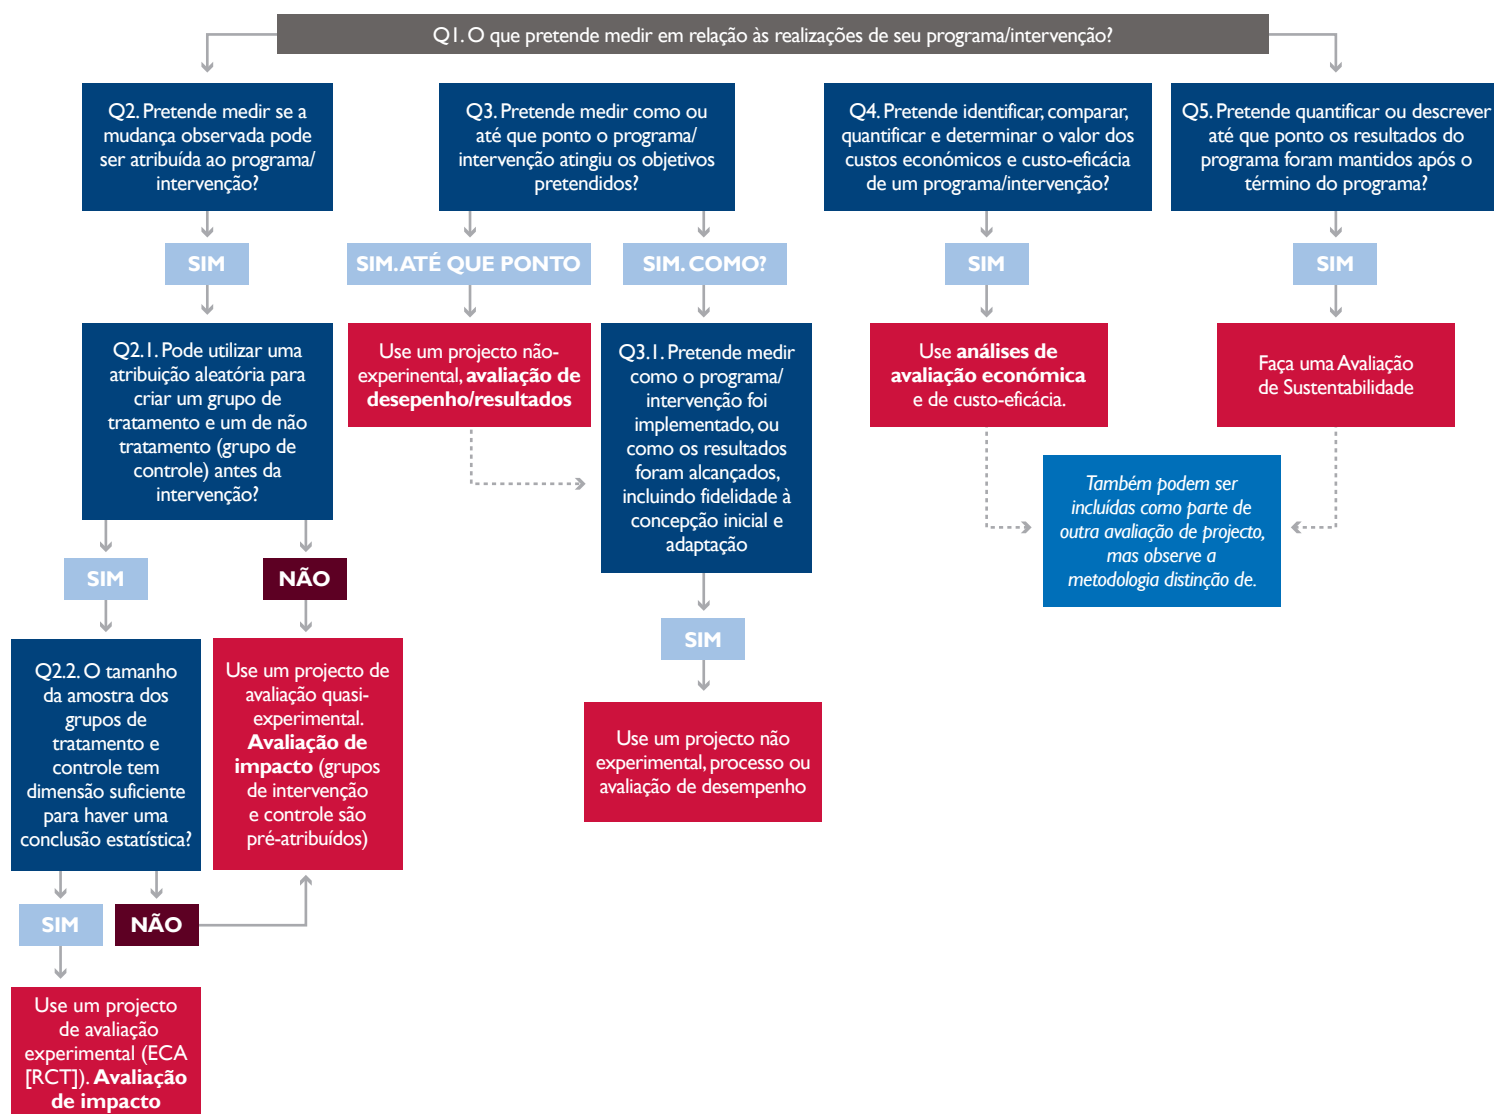 Q1. O que pretende medir em relação às realizações de seu programa/intervenção?
Q2. Pretende medir se a
mudança observada pode
ser atribuída ao programa/
intervenção?
Q3. Pretende medir como ou
até que ponto o programa/
intervenção atingiu os objetivos
pretendidos?
Q4. Pretende identificar, comparar,
quantificar e determinar o valor dos
custos económicos e custo-eficácia
de um programa/intervenção?
Q5. Pretende quantificar ou descrever
até que ponto os resultados do
programa foram mantidos após o
término do programa?
SIM
SIM. ATÉ QUE PONTO
SIM. COMO?
SIM
SIM
Q2.1. Pode utilizar uma
atribuição aleatória para
criar um grupo de
tratamento e um de não
tratamento (grupo de
controle) antes da
intervenção?
Use um projecto não-
experinental, avaliação de
desepenho/resultados
Q3.1. Pretende medir
como o programa/
intervenção foi
implementado, ou
como os resultados
foram alcançados,
incluindo fidelidade à
concepção inicial e
adaptação
Use análises de
avaliação económica
e de custo-eficácia.
Faça uma Avaliação
de Sustentabilidade
Também podem ser
incluídas como parte de
outra avaliação de projecto,
mas observe a
metodologia distinção de.
SIM
NÃO
SIM
Q2.2. O tamanho
da amostra dos
grupos de
tratamento e
controle tem
dimensão suficiente
para haver uma
conclusão estatística?
Use um projecto de
avaliação quasi-
experimental.
Avaliação de
impacto (grupos
de intervenção
e controle são
pré-atribuídos)
Use um projecto não
experimental, processo ou
avaliação de desempenho
SIM
NÃO
Use um projecto
de avaliação
experimental (ECA
[RCT]). Avaliação
de impacto